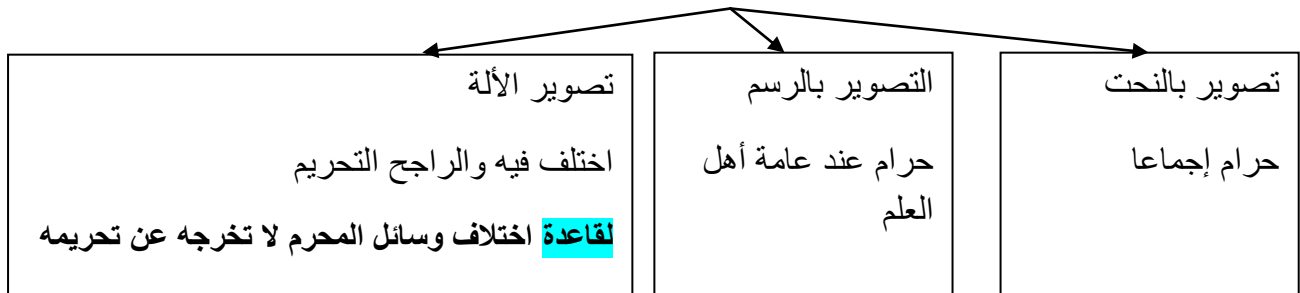 تصوير بالنحت
حرام إجماعا
التصوير بالرسم
حرام عند عامة أهل
العلم
تصوير الألة
اختلف فيه والراجح التحريم
لقاعدة اختلاف وسائل المحرم لا تخرجه عن تحريمه